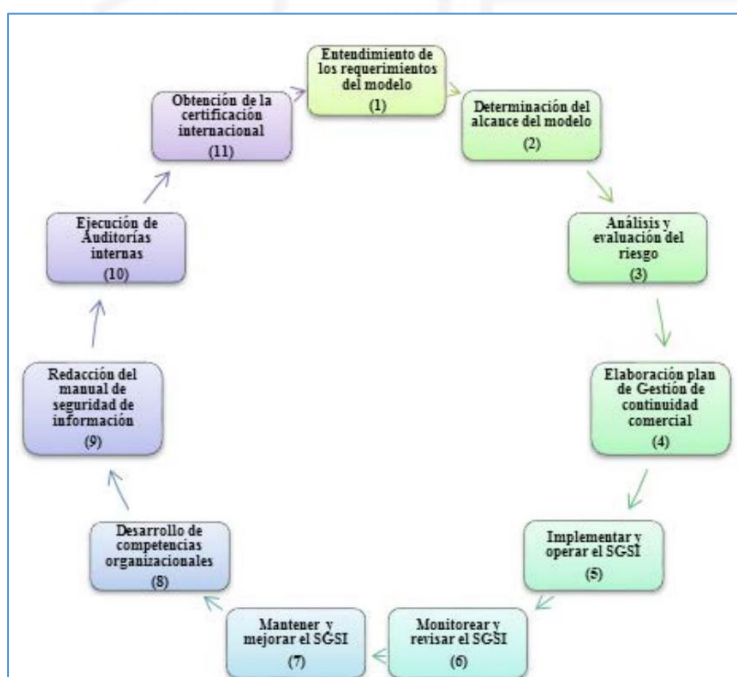 Entendimiento de
los requerimientos
del modelo
(1)
Determinación del
alcance del modelo
(2)
Análisis y
evaluación del
riesgo
(3)
Elaboración plan
de Gestión de
continuidad
comercial
(4)
Implementar y
operar el SGSI
(5)
Monitorear y
revisar el SGSI
(6)
Mantener y
mejorar el SGSI
(7)
Desarrollo de
competencias
organizacionales
(8)
Redacción del
manual de
seguridad de
información
(9)
Ejecución de
Auditorías
internas
(10)
Obtención de la
certificación
internacional
(11)